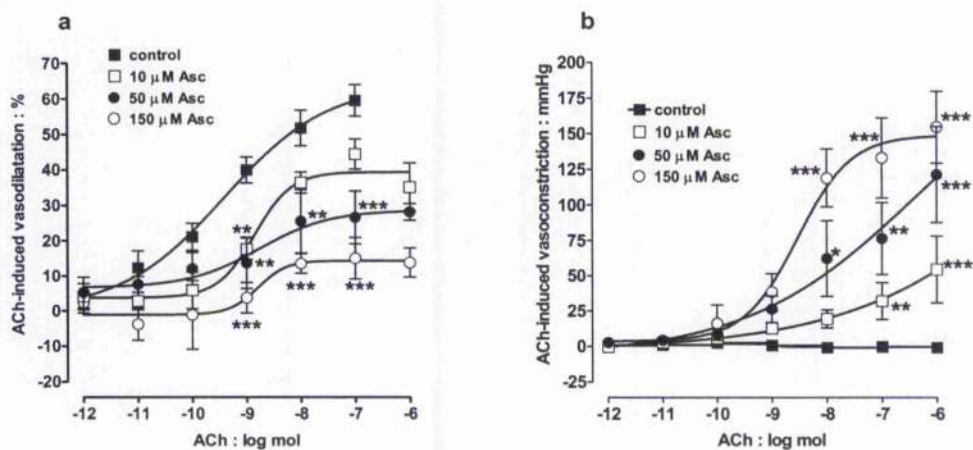 a
ACh-induced vasodilatation : %
control
10 µM Asc
50 µM Asc
150 µM Asc
70
60
50
40
30
20
10
0
-10
-20
**
**
***
**
***
***
***
-12 -11 -10 -9 -8 -7 -6
ACh : log mol
b
ACh-induced vasoconstriction : mmHg
control
10 µM Asc
50 µM Asc
150 µM Asc
200
175
150
125
100
75
50
25
0
-25
***
***
***
***
**
*
***
**
-12 -11 -10 -9 -8 -7 -6
ACh : log mol